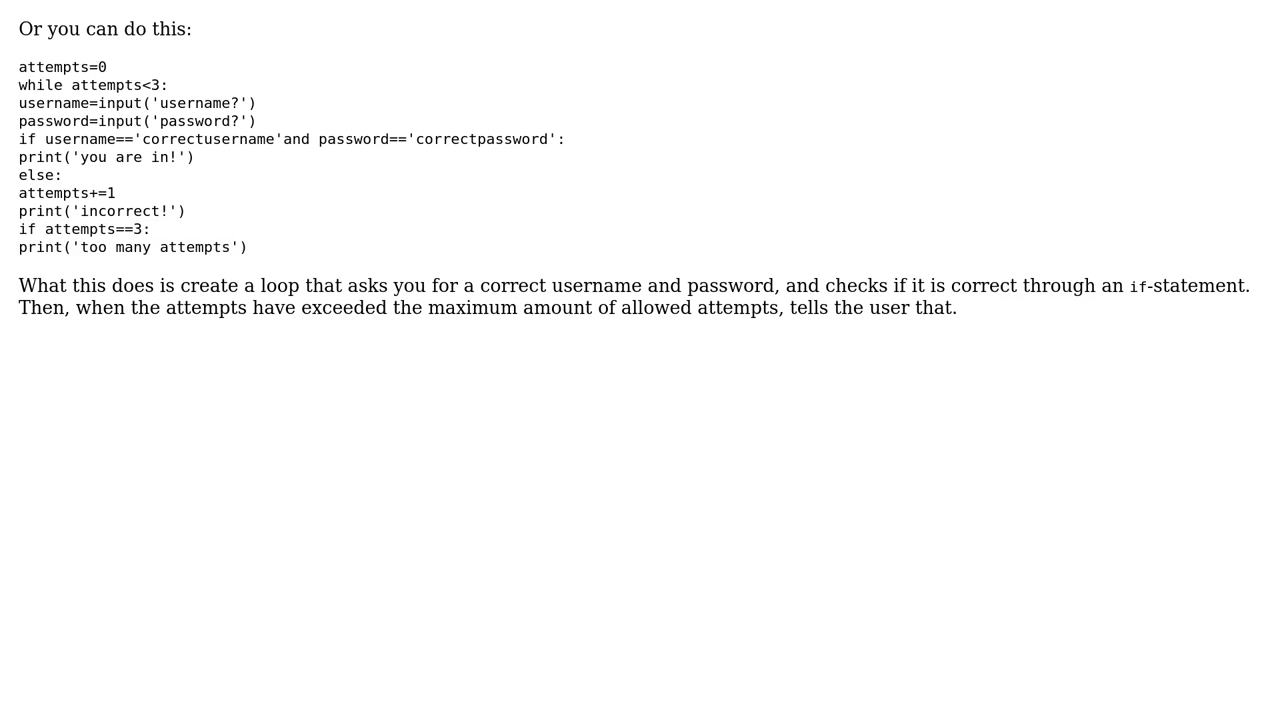 Or you can do this:
attempts=0
while attempts<3:
username=input('username?')
password=input('password?')
if username=='correctusername'and password=='correctpassword':
print('you are in!')
else:
attempts+=1
print('incorrect!')
if attempts==3:
print('too many attempts')
What this does is create a loop that asks you for a correct username and password, and checks if it is correct through an if-statement.
Then, when the attempts have exceeded the maximum amount of allowed attempts, tells the user that.